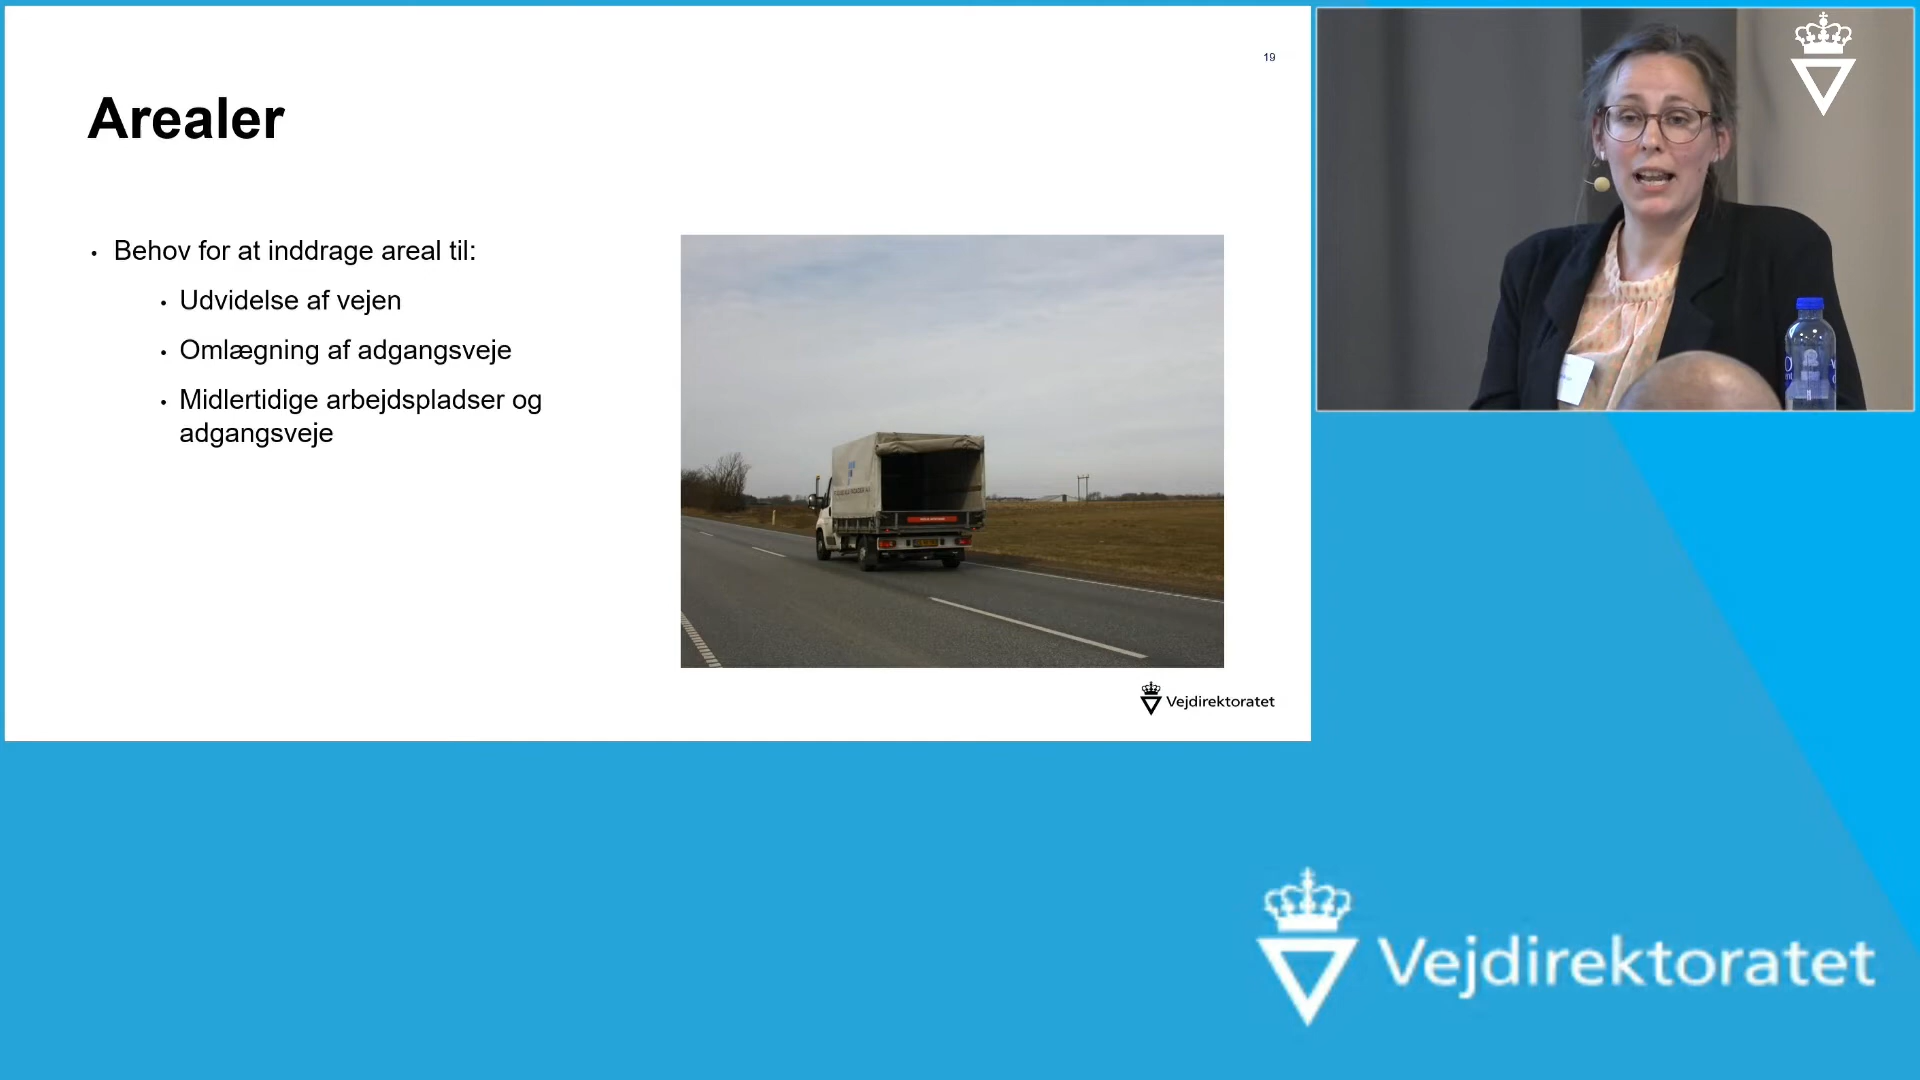 19
Arealer
• Behov for at inddrage areal til:
• Udvidelse af vejen
• Omlægning af adgangsveje
• Midlertidige arbejdspladser og
adgangsveje
Vejdirektoratet
Vejdirektoratet